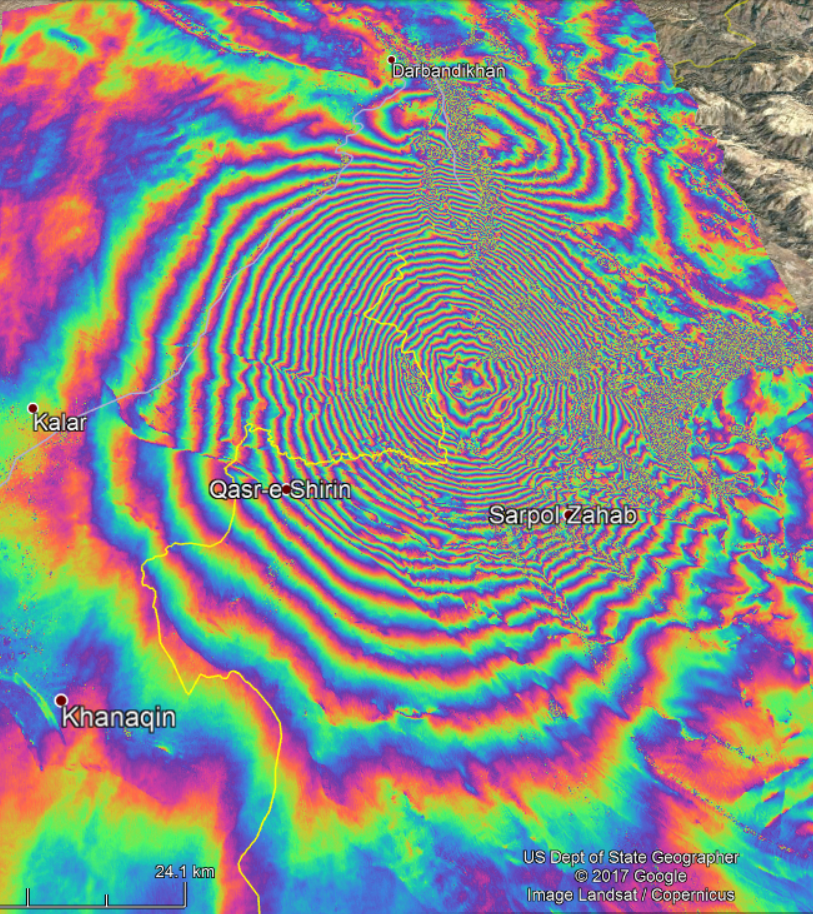 Darbandikhan
Kalar
Qasr-e Shirin
Sarpol Zahab
Khanaqin
24.1 km
US Dept of State Geographer
© 2017 Google
Image Landsat / Copernicus